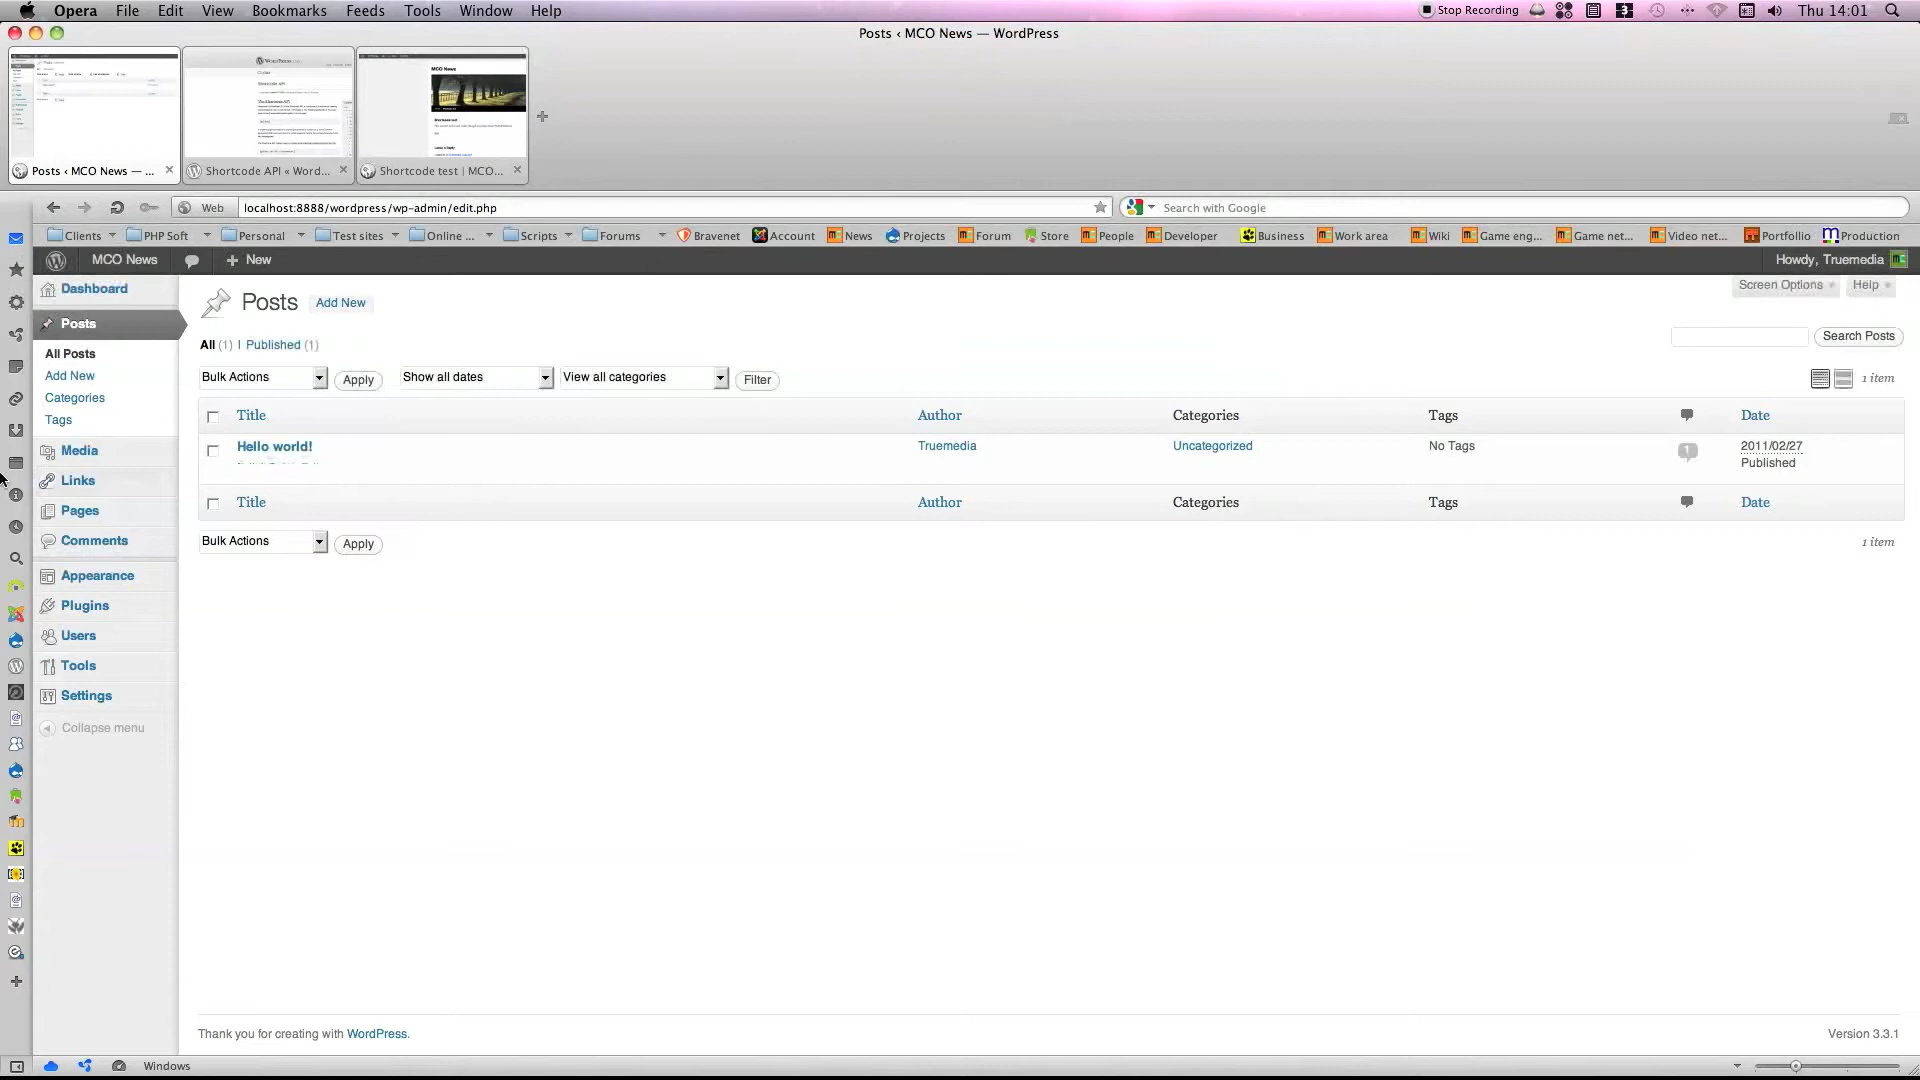 Opera File Edit View Bookmarks Feeds Tools Window Help Stop Recording 3 Thu 14:01
Posts ‹ MCO News — WordPress
Posts ‹ MCO News — ... Shortcode API « Word... Shortcode test | MCO...
Web localhost:8888/wordpress/wp-admin/edit.php Search with Google
Clients PHP Soft Personal Test sites Online ... Scripts Forums Bravenet Account News Projects Forum Store People Developer Business Work area Wiki Game eng... Game net... Video net... Portfollio Production
MCO News + New Howdy, Truemedia
Dashboard
Posts
All Posts
Add New
Categories
Tags
Media
Links
Pages
Comments
Appearance
Plugins
Users
Tools
Settings
Collapse menu
Screen Options Help
Posts Add New
All (1) | Published (1)
Search Posts
Bulk Actions Apply Show all dates View all categories Filter 1 item
Title Author Categories Tags Date
Hello world! Truemedia Uncategorized No Tags 1 2011/02/27
Published
Title Author Categories Tags Date
Bulk Actions Apply 1 item
Thank you for creating with WordPress. Version 3.3.1
Windows